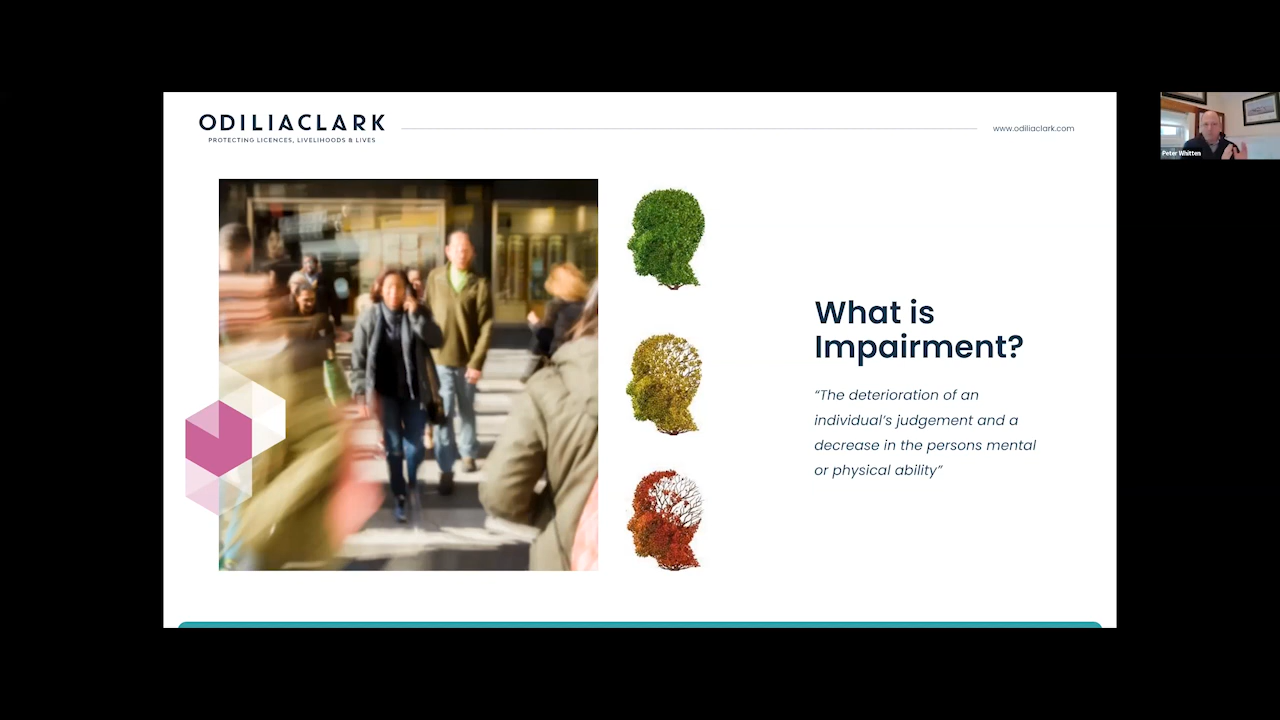 ODILIACLARK
PROTECTING LICENCES, LIVELIHOODS & LIVES
www.odiliaclark.com
Peter Whitten
What is
Impairment?
“The deterioration of an
individual’s judgement and a
decrease in the persons mental
or physical ability”